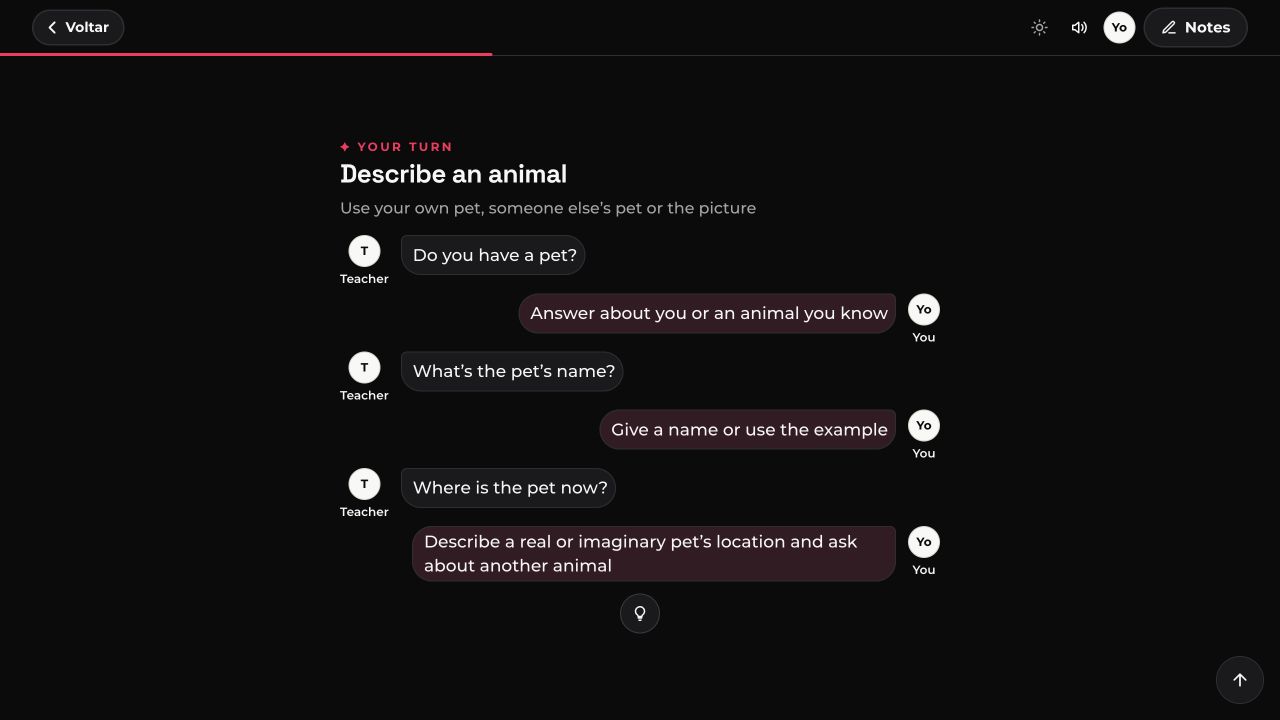 Voltar
Yo
Notes
YOUR TURN
Describe an animal
Use your own pet, someone else's pet or the picture
T
Teacher
Do you have a pet?
Answer about you or an animal you know
Yo
You
T
Teacher
What's the pet's name?
Give a name or use the example
Yo
You
T
Teacher
Where is the pet now?
Describe a real or imaginary pet's location and ask
about another animal
Yo
You